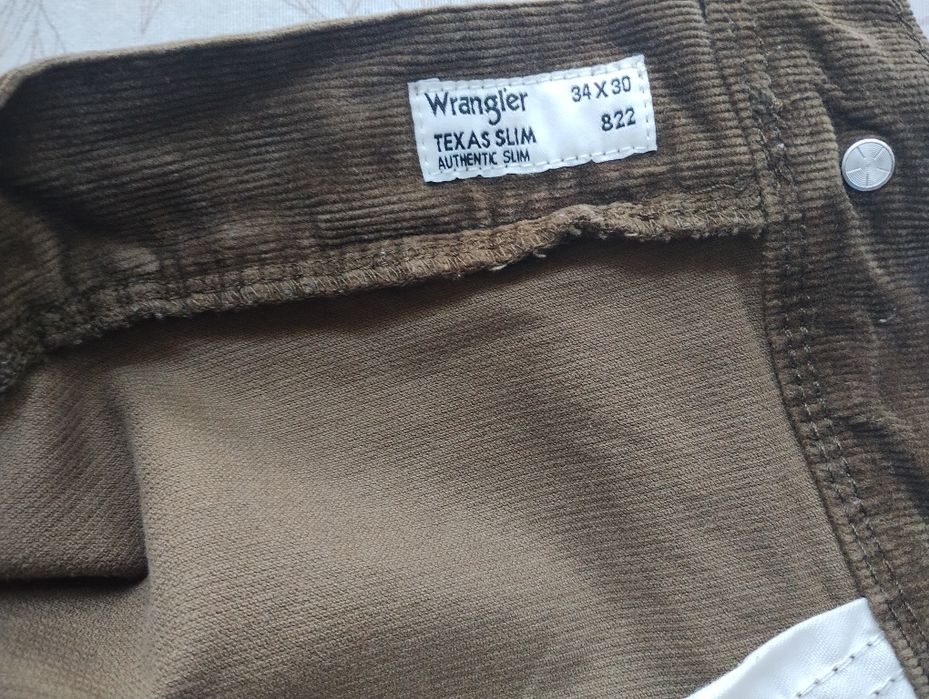 Wrangler 34 X 30
TEXAS SLIM 822
AUTHENTIC SLIM